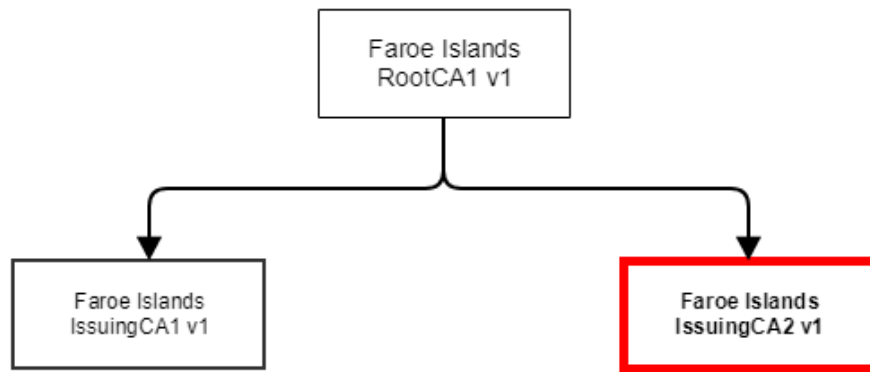 Faroe Islands
RootCA1 v1
Faroe Islands
IssuingCA1 v1
Faroe Islands
IssuingCA2 v1